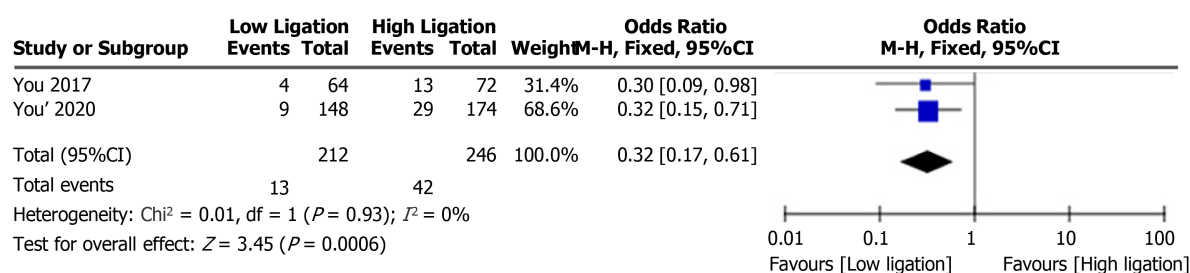 Low Ligation High Ligation Odds Ratio Odds Ratio
Study or Subgroup Events Total Events Total Weight M-H, Fixed, 95%CI M-H, Fixed, 95%CI
You 2017 4 64 13 72 31.4% 0.30 [0.09, 0.98]
You’ 2020 9 148 29 174 68.6% 0.32 [0.15, 0.71]
Total (95%CI) 212 246 100.0% 0.32 [0.17, 0.61]
Total events 13 42
Heterogeneity: Chi² = 0.01, df = 1 (P = 0.93); I² = 0%
Test for overall effect: Z = 3.45 (P = 0.0006)
0.01 0.1 1 10 100
Favours [Low ligation] Favours [High ligation]